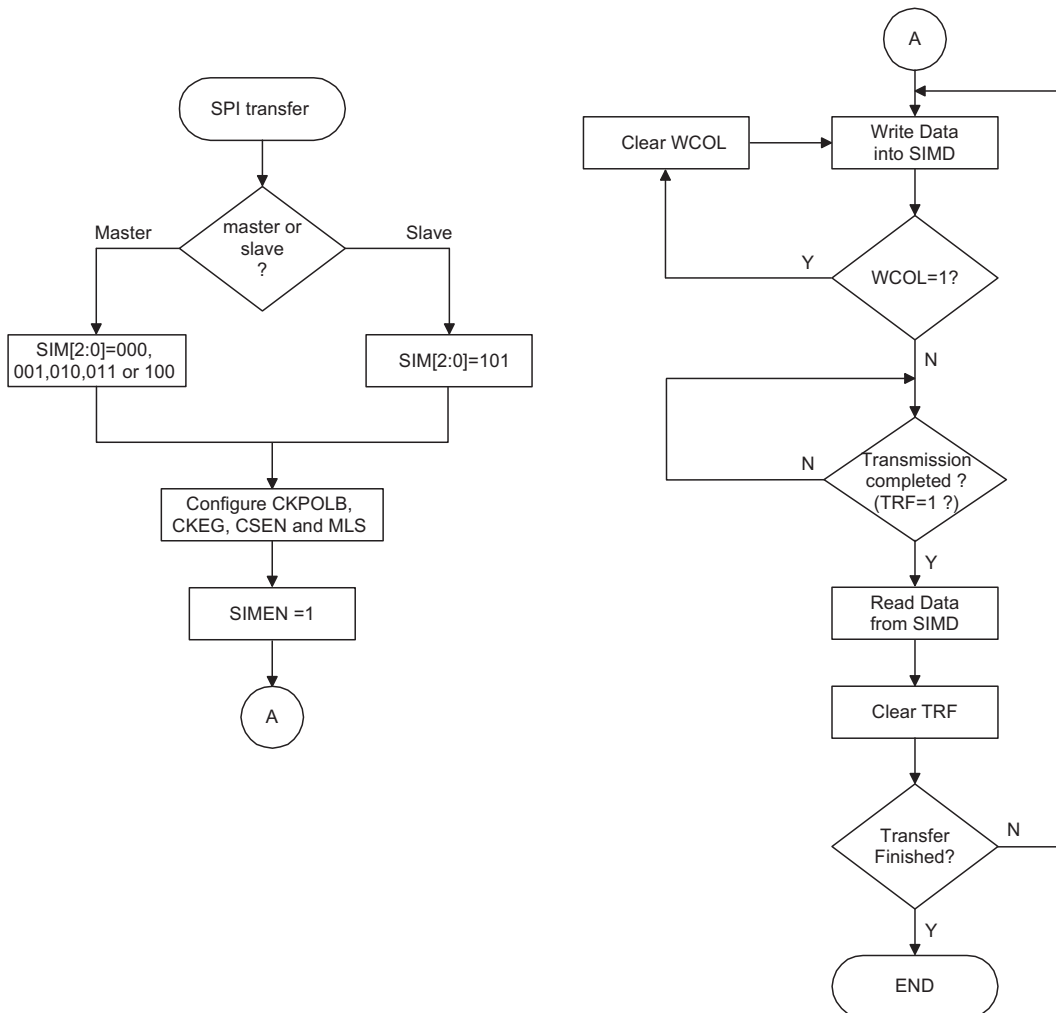 SPI transfer
master or
slave
?
Master
Slave
SIM[2:0]=000,
001,010,011 or 100
SIM[2:0]=101
Configure CKPOLB,
CKEG, CSEN and MLS
SIMEN =1
A
A
Clear WCOL
Write Data
into SIMD
Y
WCOL=1?
N
N
Transmission
completed ?
(TRF=1 ?)
Y
Read Data
from SIMD
Clear TRF
Transfer
Finished?
N
Y
END